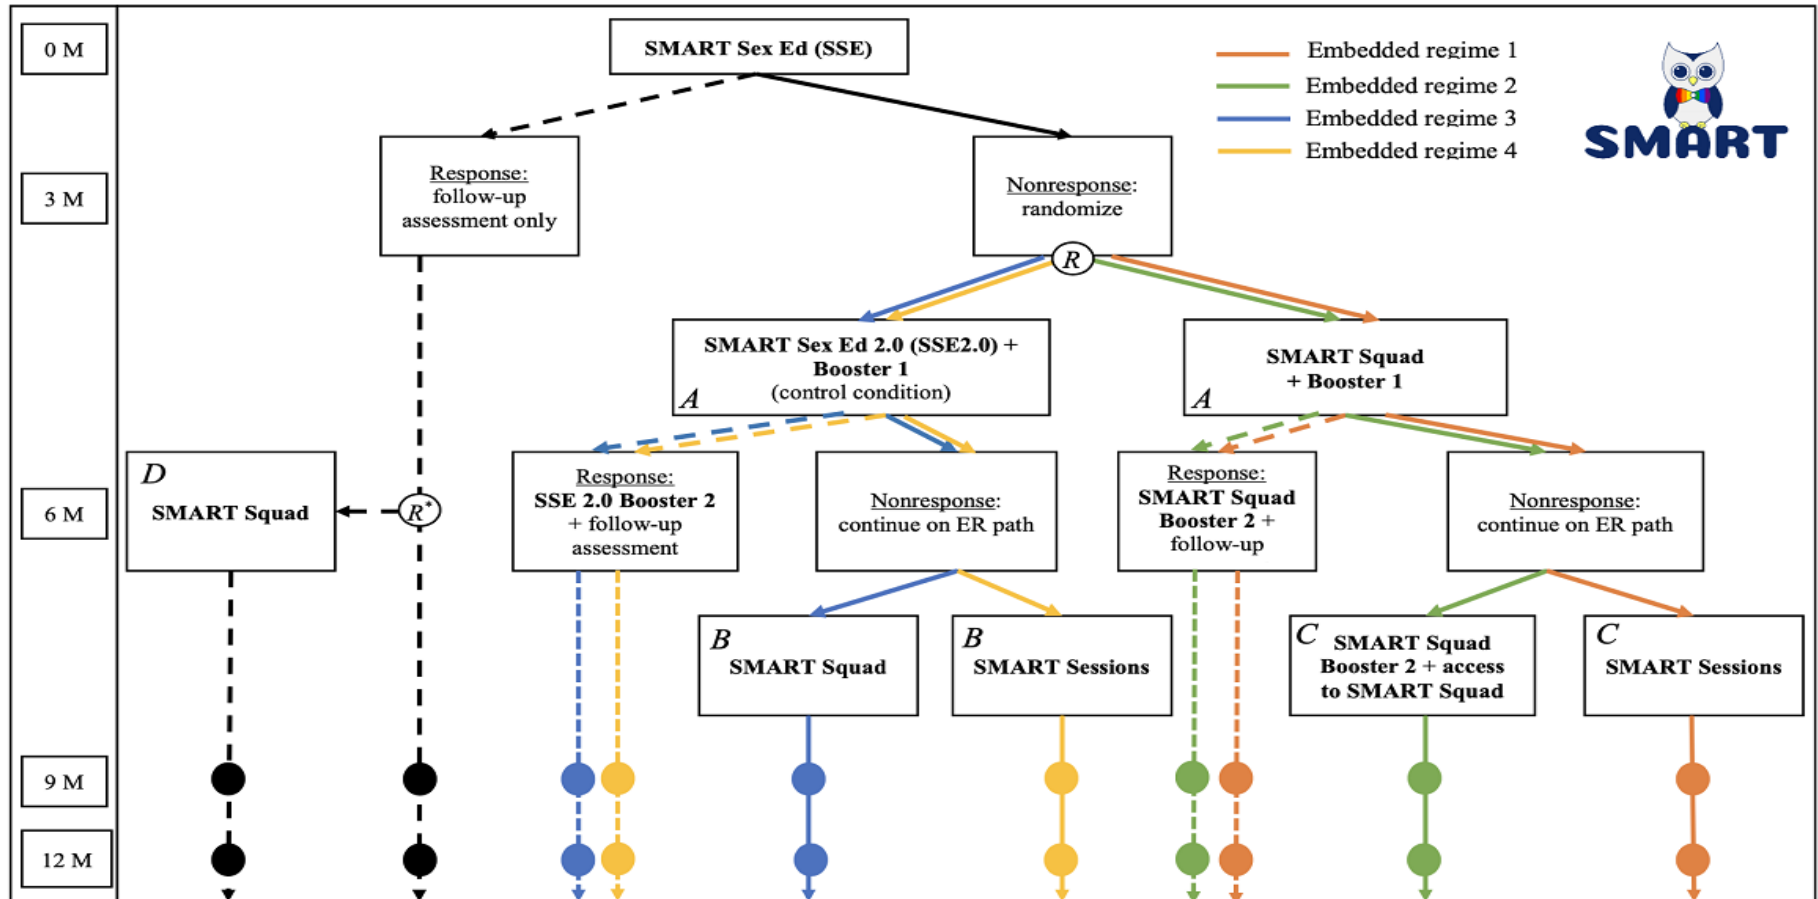 0 M
SMART Sex Ed (SSE)
Embedded regime 1
Embedded regime 2
Embedded regime 3
Embedded regime 4
SMART
3 M
Response:
follow-up
assessment only
Nonresponse:
randomize
R
SMART Sex Ed 2.0 (SSE2.0) +
Booster 1
(control condition)
A
SMART Squad
+ Booster 1
A
6 M
D
SMART Squad
R*
Response:
SSE 2.0 Booster 2
+ follow-up
assessment
Nonresponse:
continue on ER path
Response:
SMART Squad
Booster 2 +
follow-up
Nonresponse:
continue on ER path
B
SMART Squad
B
SMART Sessions
C
SMART Squad
Booster 2 + access
to SMART Squad
C
SMART Sessions
9 M
12 M